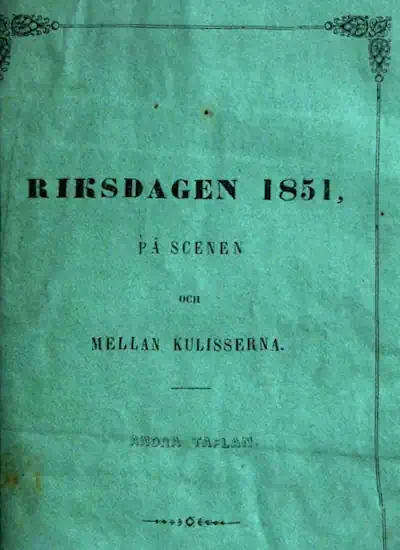 RIKSDAGEN 1851,
PÅ SCENEN
OCH
MELLAN KULISSERNA.
ANDRA TAFLAN.